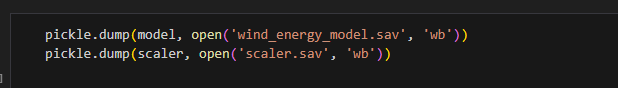 pickle.dump(model, open('wind_energy_model.sav', 'wb'))
pickle.dump(scaler, open('scaler.sav', 'wb'))